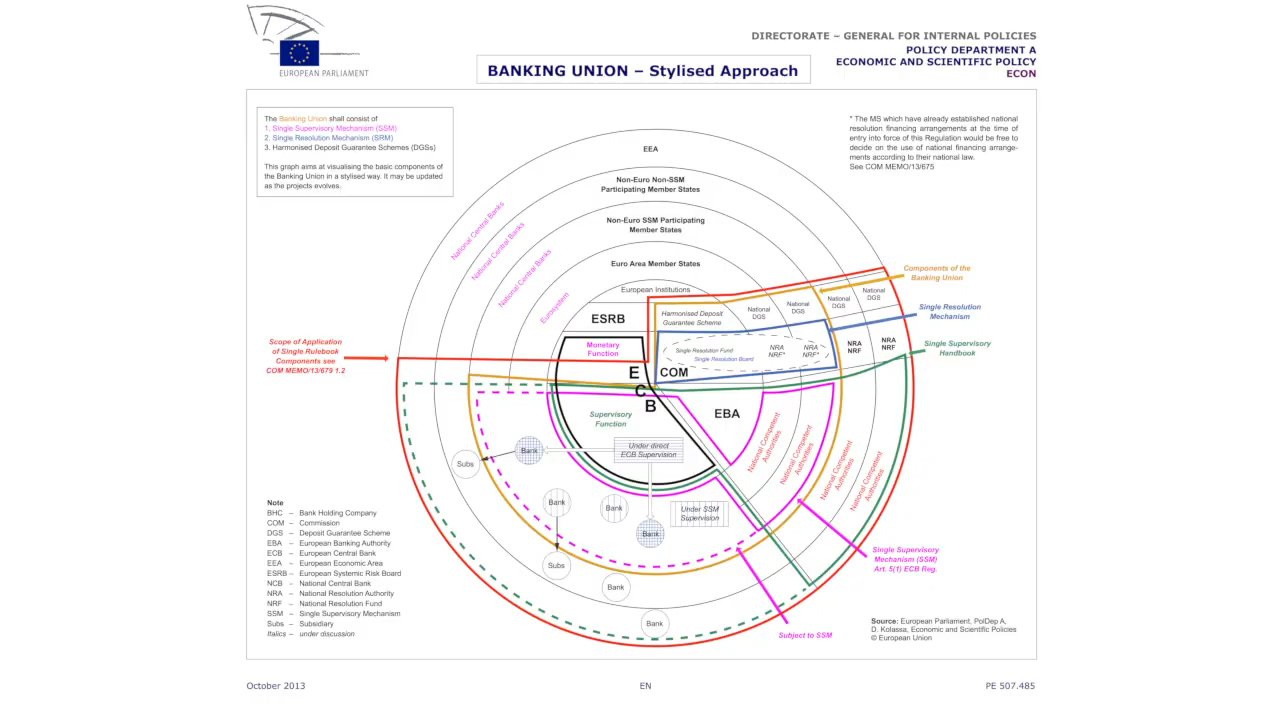 EUROPEAN PARLIAMENT
DIRECTORATE – GENERAL FOR INTERNAL POLICIES
POLICY DEPARTMENT A
ECONOMIC AND SCIENTIFIC POLICY
ECON
BANKING UNION – Stylised Approach
The Banking Union shall consist of
1. Single Supervisory Mechanism (SSM)
2. Single Resolution Mechanism (SRM)
3. Harmonised Deposit Guarantee Schemes (DGSs)
This graph aims at visualising the basic components of
the Banking Union in a stylised way. It may be updated
as the projects evolves.
* The MS which have already established national
resolution financing arrangements at the time of
entry into force of this Regulation would be free to
decide on the use of national financing arrange-
ments according to their national law.
See COM MEMO/13/675
EEA
Non-Euro Non-SSM
Participating Member States
Non-Euro SSM Participating
Member States
Euro Area Member States
European Institutions
National Central Banks
National Central Banks
National Central Banks
Eurosystem
ESRB
Harmonised Deposit
Guarantee Scheme
National
DGS
National
DGS
National
DGS
National
DGS
Components of the
Banking Union
Single Resolution
Mechanism
Single Supervisory
Handbook
Scope of Application
of Single Rulebook
Components see
COM MEMO/13/679 1.2
Monetary
Function
Single Resolution Fund
Single Resolution Board
NRA
NRF*
NRA
NRF*
NRA
NRF
NRA
NRF
E
COM
C
B
EBA
Supervisory
Function
Under direct
ECB Supervision
National Competent
Authorities
National Competent
Authorities
National Competent
Authorities
National Competent
Authorities
Bank
Subs
Bank
Bank
Under SSM
Supervision
Bank
Subs
Bank
Bank
Single Supervisory
Mechanism (SSM)
Art. 5(1) ECB Reg.
Subject to SSM
Note
BHC – Bank Holding Company
COM – Commission
DGS – Deposit Guarantee Scheme
EBA – European Banking Authority
ECB – European Central Bank
EEA – European Economic Area
ESRB – European Systemic Risk Board
NCB – National Central Bank
NRA – National Resolution Authority
NRF – National Resolution Fund
SSM – Single Supervisory Mechanism
Subs – Subsidiary
Italics – under discussion
Source: European Parliament, PolDep A,
D. Kolassa, Economic and Scientific Policies
© European Union
October 2013
EN
PE 507.485